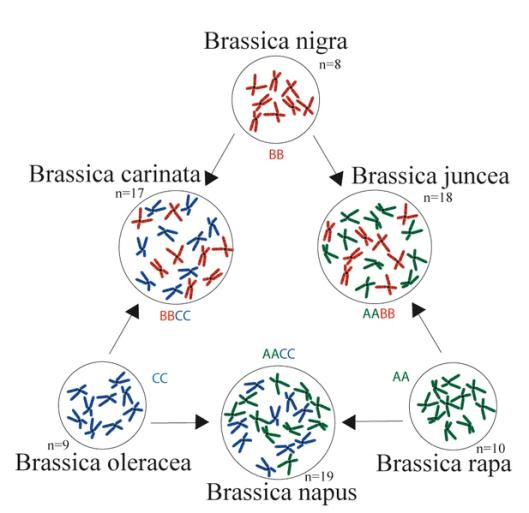 Brassica nigra
n=8
BB
Brassica carinata
n=17
BBCC
Brassica juncea
n=18
AABB
CC
n=9
Brassica oleracea
AACC
n=19
Brassica napus
AA
n=10
Brassica rapa